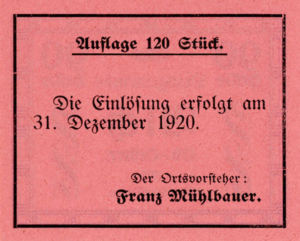 Auflage 120 Stück.
Die Einlösung erfolgt am
31. Dezember 1920.
Der Ortsvorsteher:
Franz Mühlbauer.